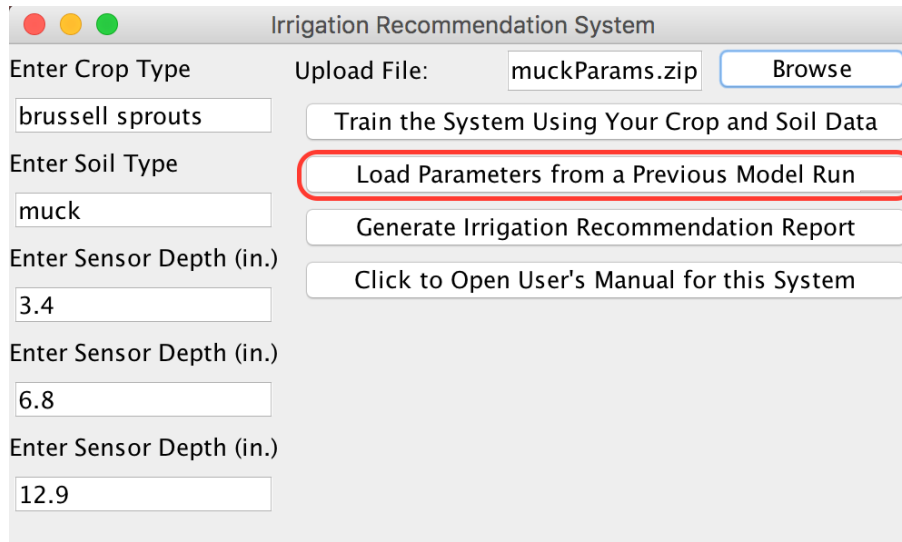 Irrigation Recommendation System
Enter Crop Type
brussell sprouts
Enter Soil Type
muck
Enter Sensor Depth (in.)
3.4
Enter Sensor Depth (in.)
6.8
Enter Sensor Depth (in.)
12.9
Upload File:
muckParams.zip
Browse
Train the System Using Your Crop and Soil Data
Load Parameters from a Previous Model Run
Generate Irrigation Recommendation Report
Click to Open User's Manual for this System